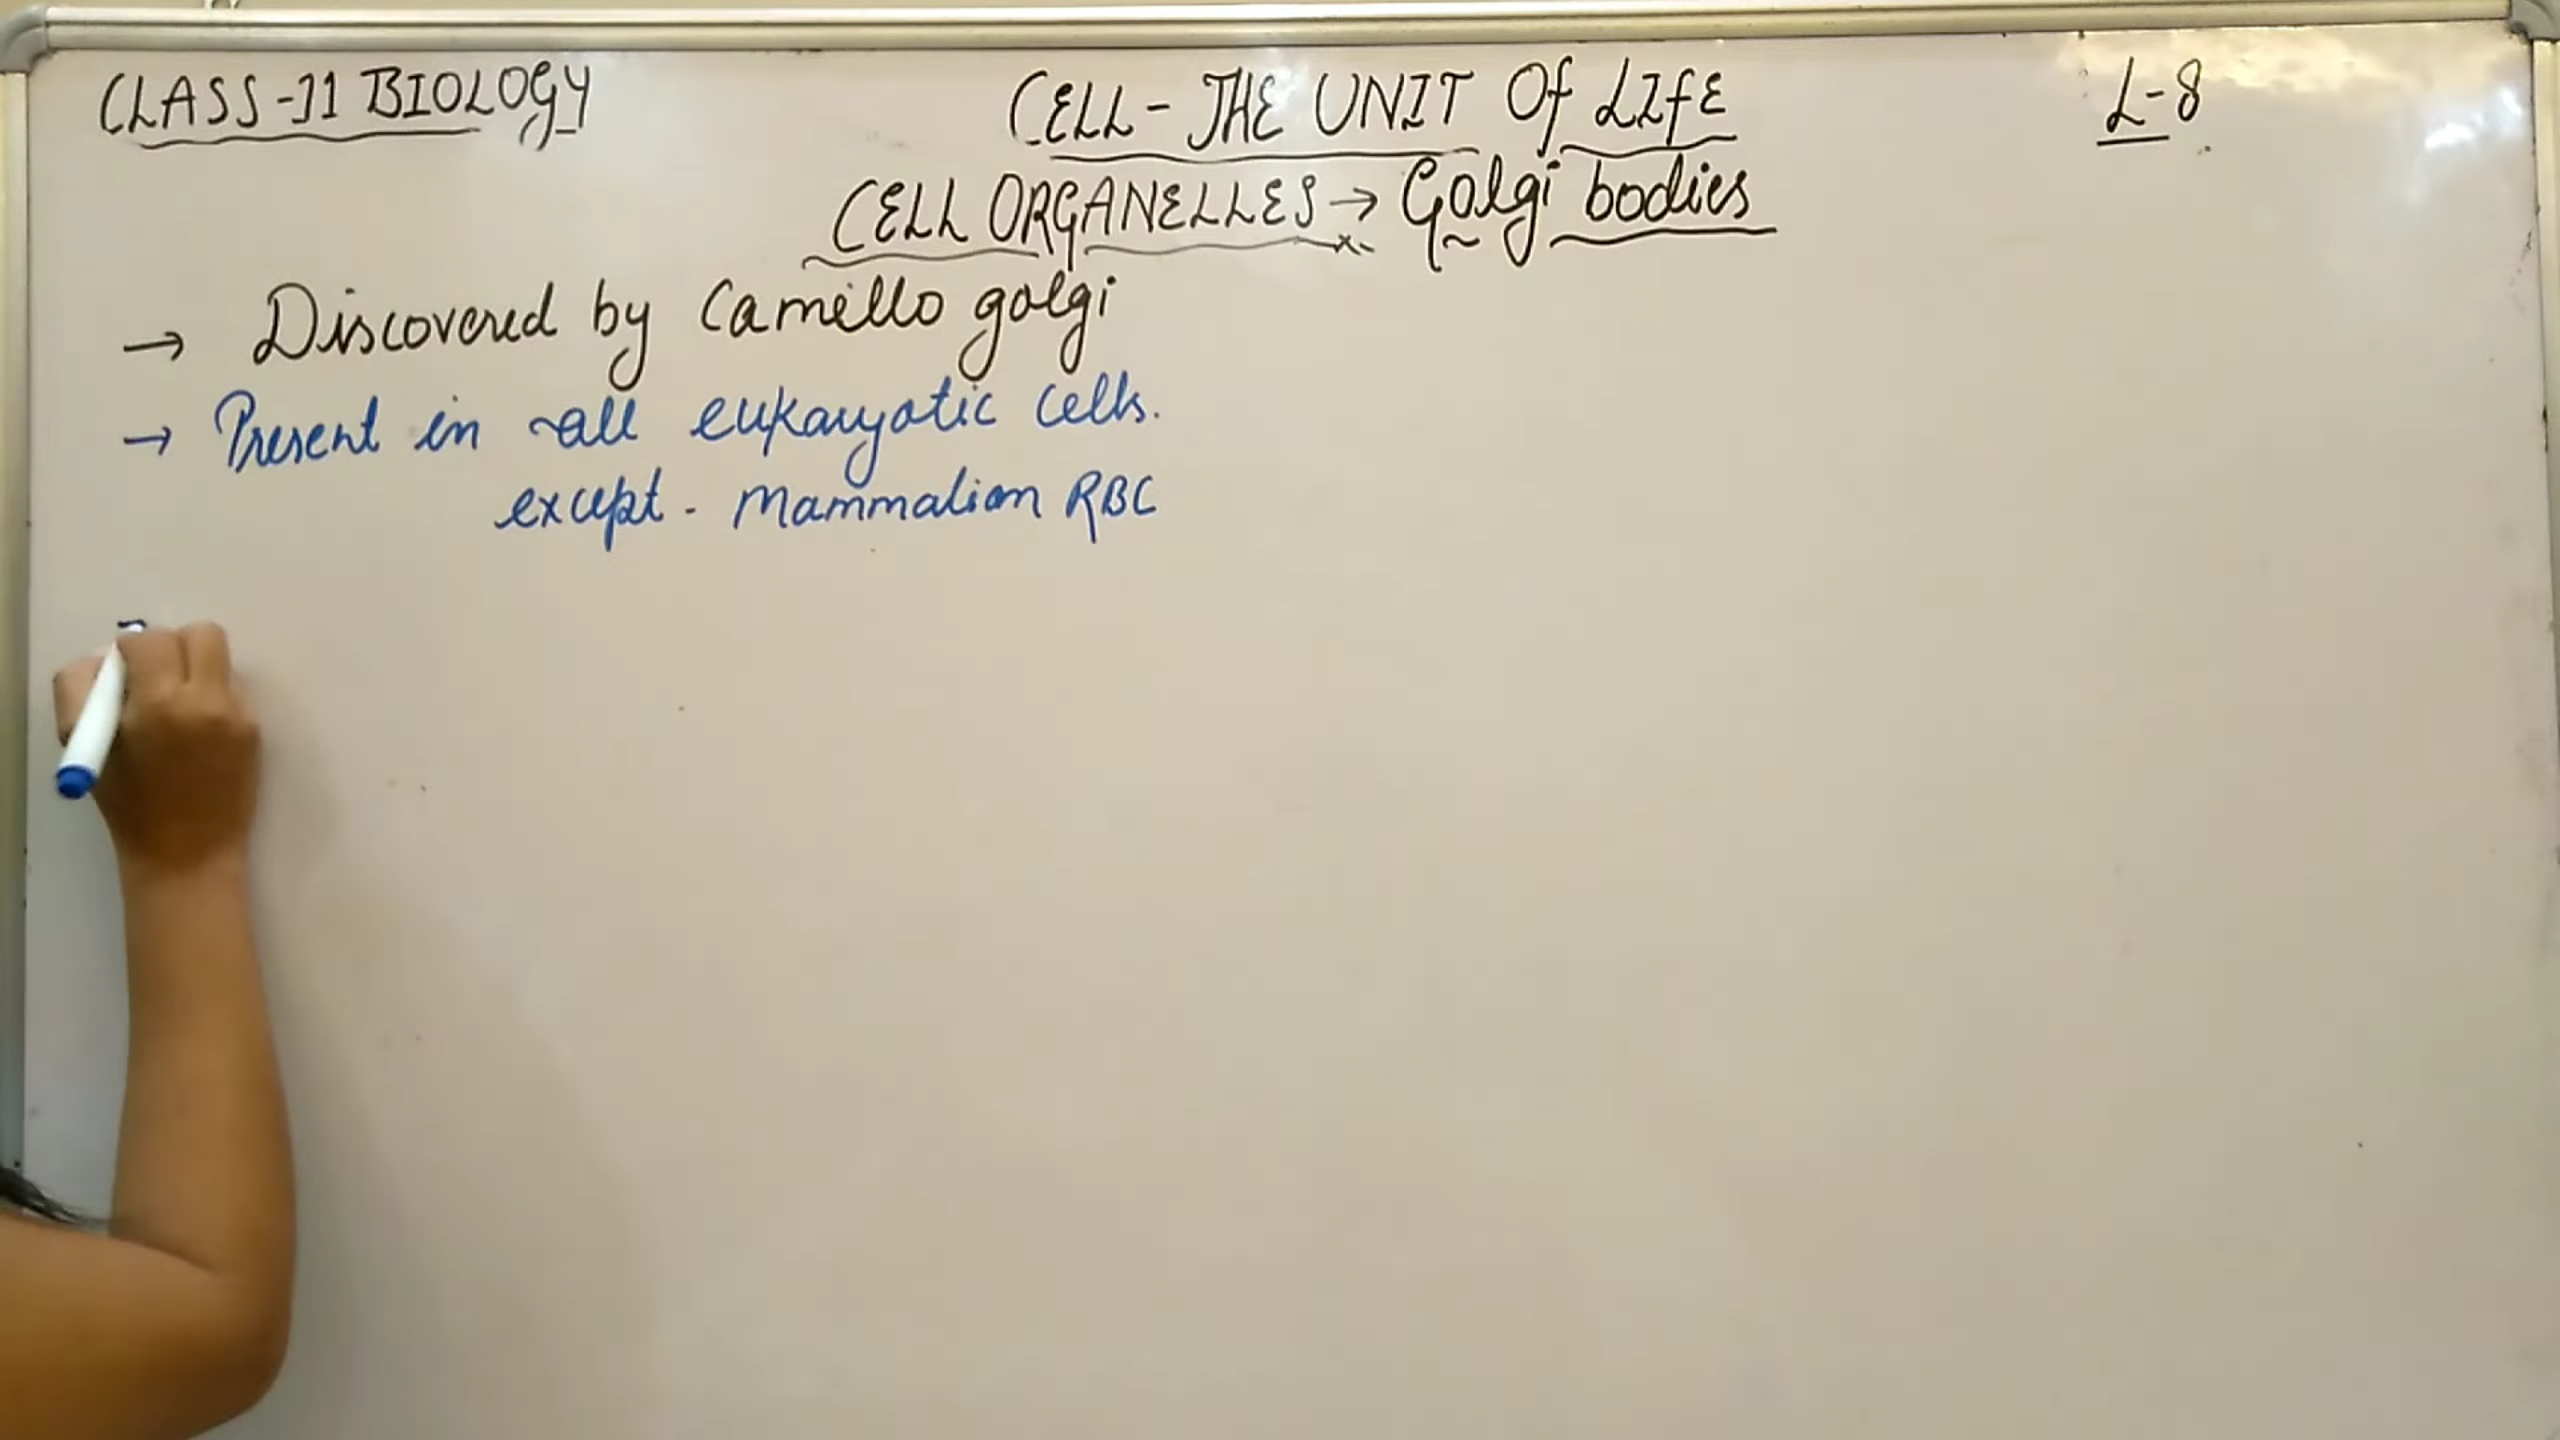 CLASS-11 BIOLOGY
CELL - THE UNIT Of LIfE
L-8
CELL ORGANELLES → Golgi bodies
→ Discovered by Camillo golgi
→ Present in all eukaryotic cells.
except - Mammalian RBC